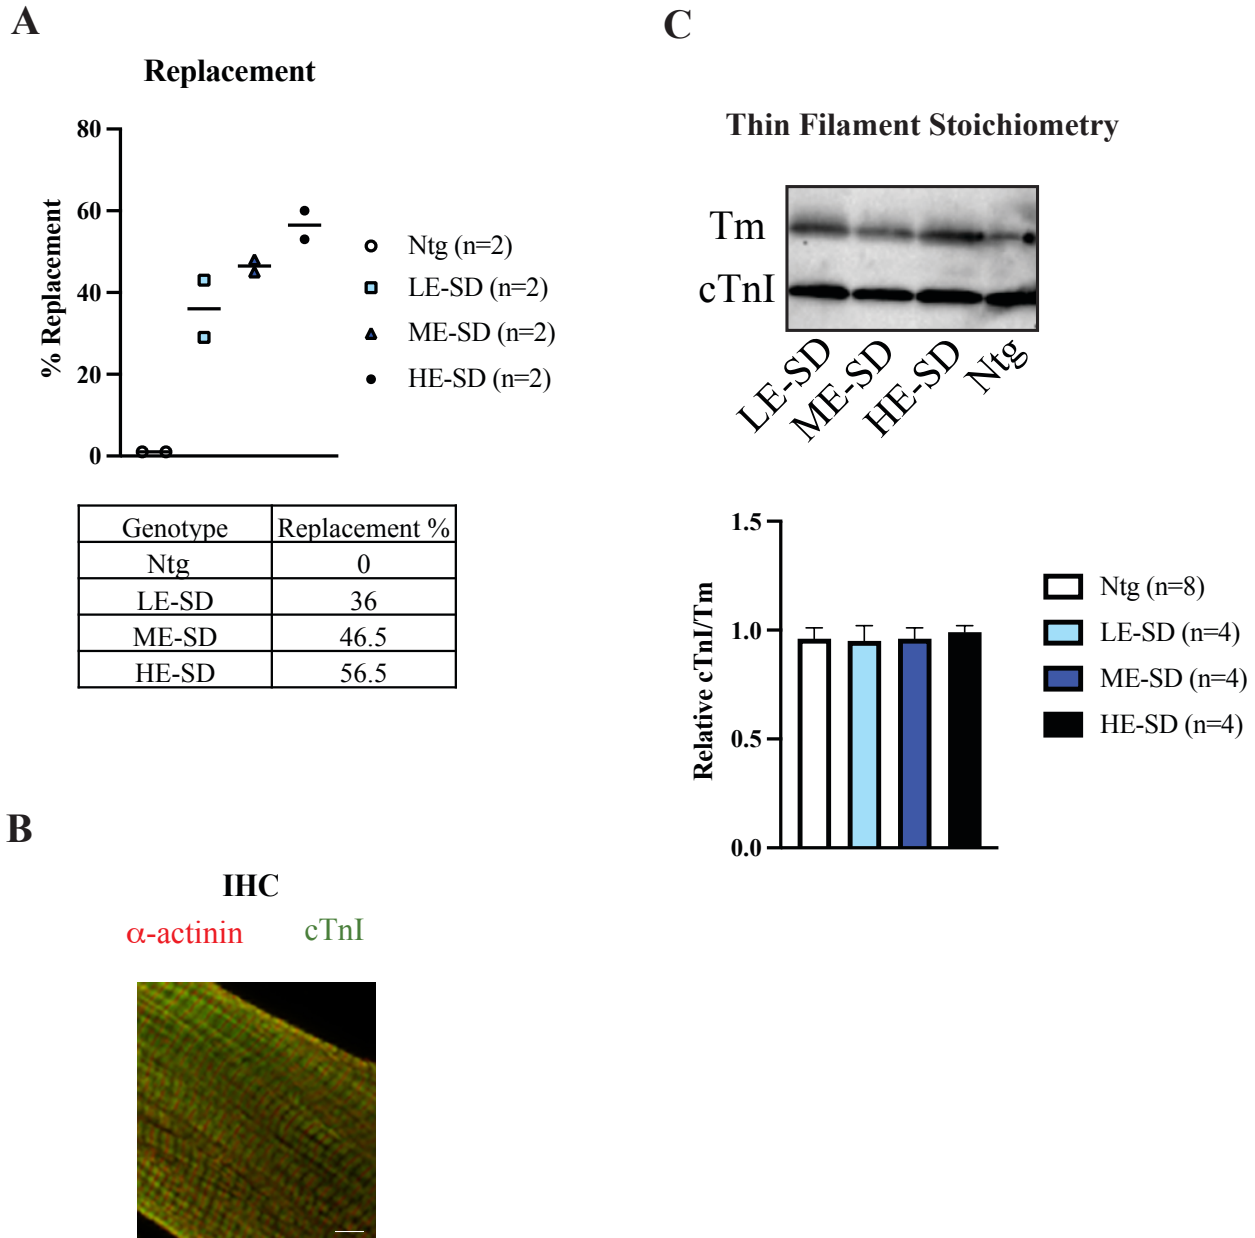 A
Replacement
80
60
40
20
0
% Replacement
Ntg (n=2)
LE-SD (n=2)
ME-SD (n=2)
HE-SD (n=2)
Genotype Replacement %
Ntg 0
LE-SD 36
ME-SD 46.5
HE-SD 56.5
B
IHC
α-actinin cTnI
C
Thin Filament Stoichiometry
Tm
cTnI
LE-SD
ME-SD
HE-SD
Ntg
1.5
1.0
0.5
0.0
Relative cTnI/Tm
Ntg (n=8)
LE-SD (n=4)
ME-SD (n=4)
HE-SD (n=4)